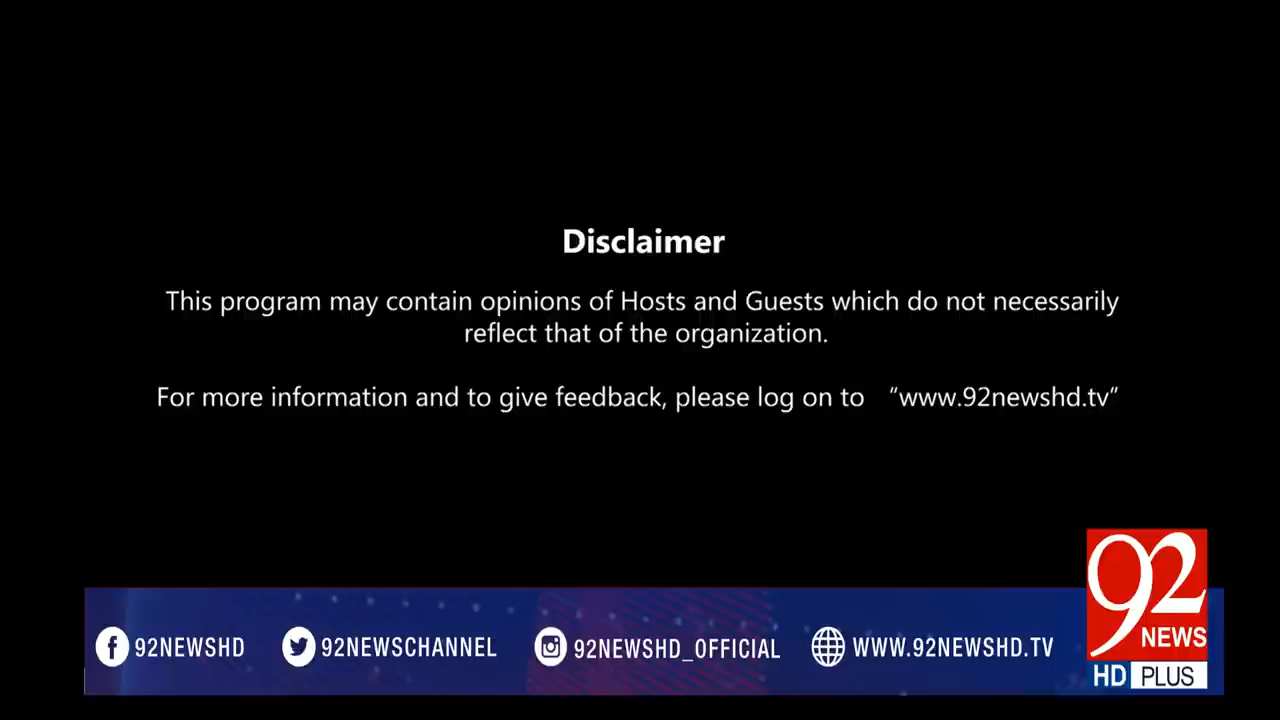 Disclaimer
This program may contain opinions of Hosts and Guests which do not necessarily
reflect that of the organization.
For more information and to give feedback, please log on to “www.92newshd.tv”
92NEWSHD
92NEWSCHANNEL
92NEWSHD_OFFICIAL
WWW.92NEWSHD.TV
92
NEWS
HD PLUS